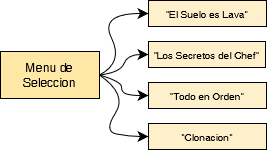 Menu de
Seleccion
"El Suelo es Lava"
"Los Secretos del Chef"
"Todo en Orden"
"Clonacion"